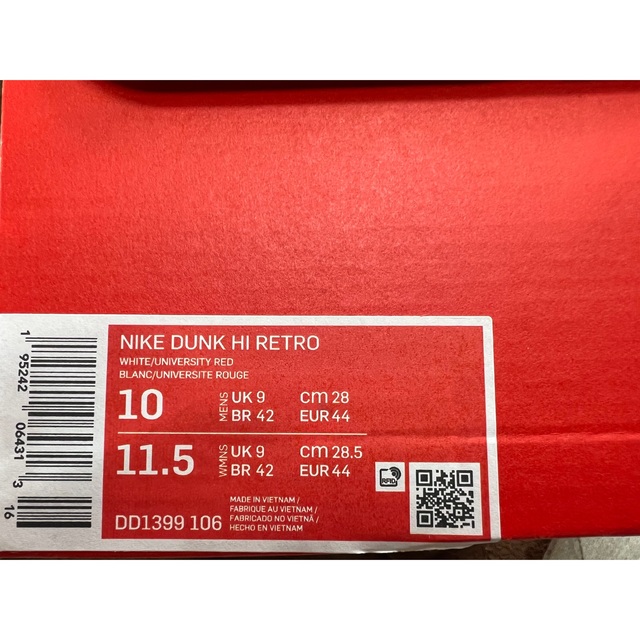 NIKE DUNK HI RETRO
WHITE/UNIVERSITY RED
BLANC/UNIVERSITE ROUGE
10 MENS UK 9 cm 28
BR 42 EUR 44
11.5 WMNS UK 9 cm 28.5
BR 42 EUR 44
RFID
DD1399 106
MADE IN VIETNAM /
FABRIQUE AU VIETNAM /
FABRICADO NO VIETNÃ /
HECHO EN VIETNAM
1 95242 06431 3
16